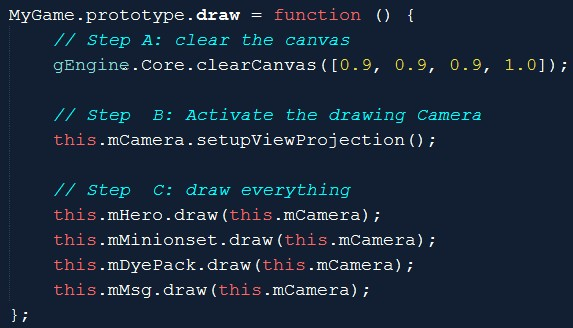 MyGame.prototype.draw = function () {
    // Step A: clear the canvas
    gEngine.Core.clearCanvas([0.9, 0.9, 0.9, 1.0]);

    // Step  B: Activate the drawing Camera
    this.mCamera.setupViewProjection();

    // Step  C: draw everything
    this.mHero.draw(this.mCamera);
    this.mMinionset.draw(this.mCamera);
    this.mDyePack.draw(this.mCamera);
    this.mMsg.draw(this.mCamera);
};